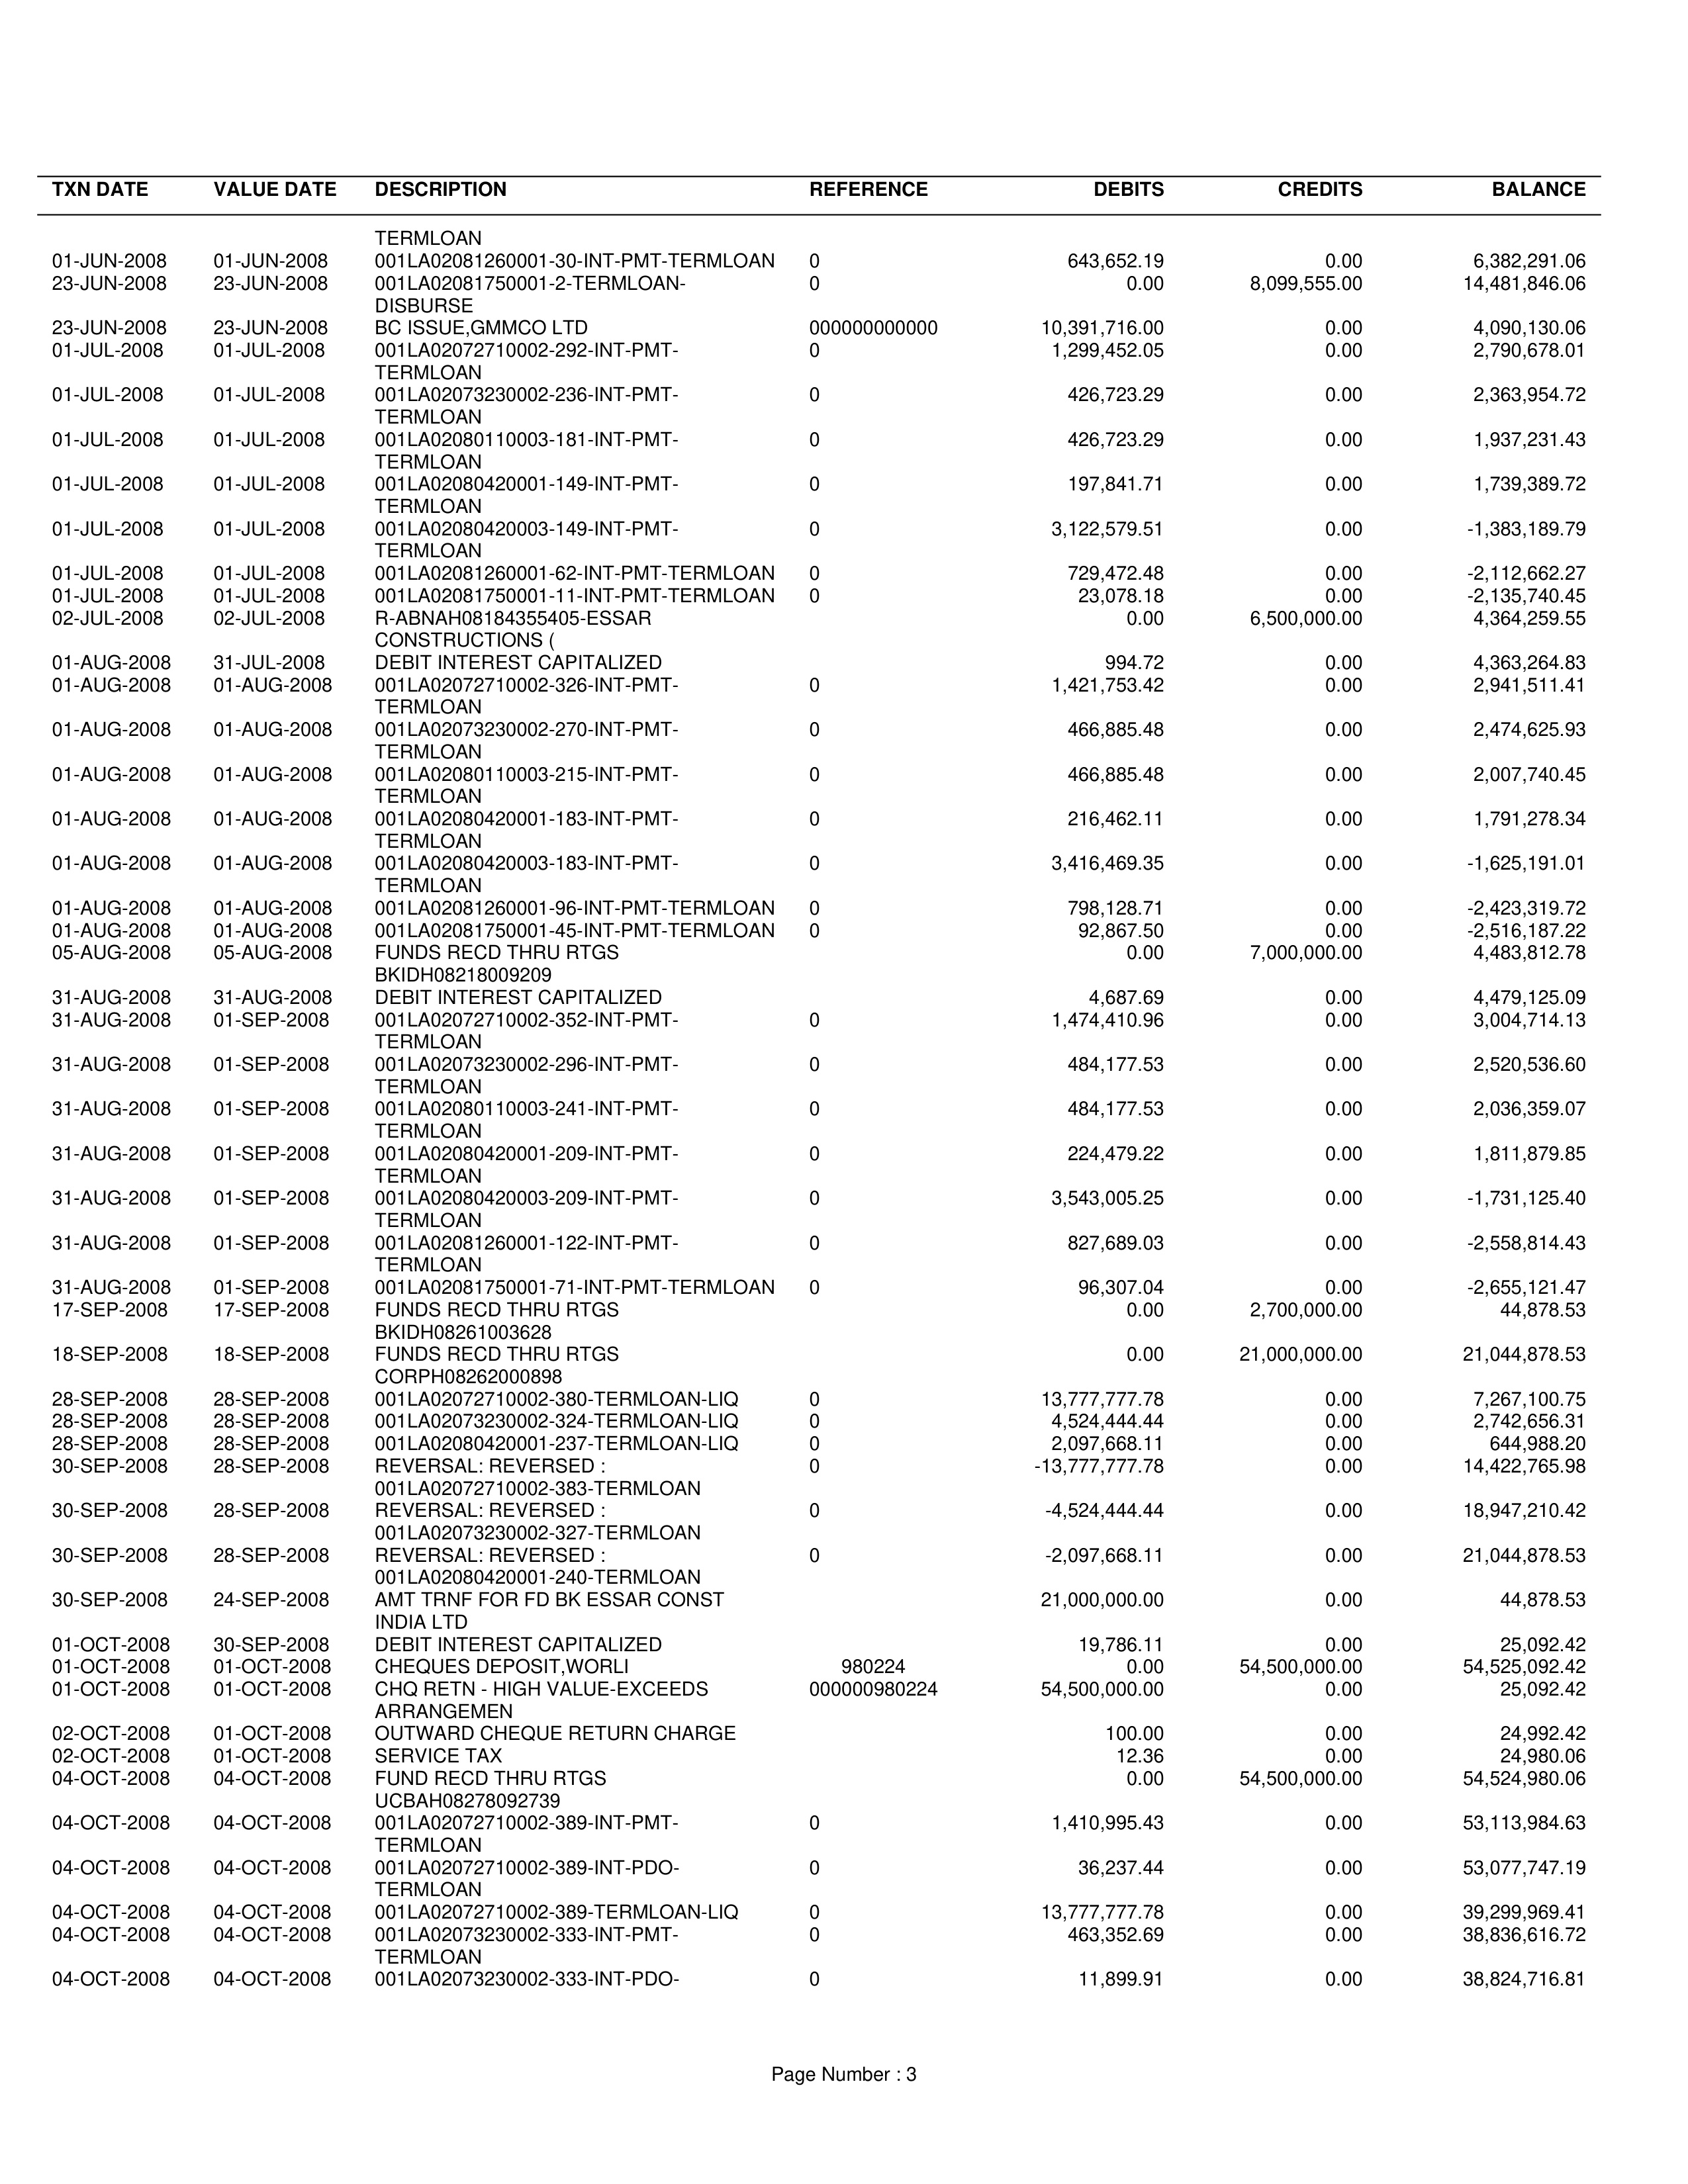 TXN DATE VALUE DATE DESCRIPTION REFERENCE DEBITS CREDITS BALANCE
TERMLOAN
01-JUN-2008 01-JUN-2008 001LA02081260001-30-INT-PMT-TERMLOAN 0 643,652.19 0.00 6,382,291.06
23-JUN-2008 23-JUN-2008 001LA02081750001-2-TERMLOAN- 0 0.00 8,099,555.00 14,481,846.06
DISBURSE
23-JUN-2008 23-JUN-2008 BC ISSUE,GMMCO LTD 000000000000 10,391,716.00 0.00 4,090,130.06
01-JUL-2008 01-JUL-2008 001LA02072710002-292-INT-PMT- 0 1,299,452.05 0.00 2,790,678.01
TERMLOAN
01-JUL-2008 01-JUL-2008 001LA02073230002-236-INT-PMT- 0 426,723.29 0.00 2,363,954.72
TERMLOAN
01-JUL-2008 01-JUL-2008 001LA02080110003-181-INT-PMT- 0 426,723.29 0.00 1,937,231.43
TERMLOAN
01-JUL-2008 01-JUL-2008 001LA02080420001-149-INT-PMT- 0 197,841.71 0.00 1,739,389.72
TERMLOAN
01-JUL-2008 01-JUL-2008 001LA02080420003-149-INT-PMT- 0 3,122,579.51 0.00 -1,383,189.79
TERMLOAN
01-JUL-2008 01-JUL-2008 001LA02081260001-62-INT-PMT-TERMLOAN 0 729,472.48 0.00 -2,112,662.27
01-JUL-2008 01-JUL-2008 001LA02081750001-11-INT-PMT-TERMLOAN 0 23,078.18 0.00 -2,135,740.45
02-JUL-2008 02-JUL-2008 R-ABNAH08184355405-ESSAR 0.00 6,500,000.00 4,364,259.55
CONSTRUCTIONS (
01-AUG-2008 31-JUL-2008 DEBIT INTEREST CAPITALIZED 994.72 0.00 4,363,264.83
01-AUG-2008 01-AUG-2008 001LA02072710002-326-INT-PMT- 0 1,421,753.42 0.00 2,941,511.41
TERMLOAN
01-AUG-2008 01-AUG-2008 001LA02073230002-270-INT-PMT- 0 466,885.48 0.00 2,474,625.93
TERMLOAN
01-AUG-2008 01-AUG-2008 001LA02080110003-215-INT-PMT- 0 466,885.48 0.00 2,007,740.45
TERMLOAN
01-AUG-2008 01-AUG-2008 001LA02080420001-183-INT-PMT- 0 216,462.11 0.00 1,791,278.34
TERMLOAN
01-AUG-2008 01-AUG-2008 001LA02080420003-183-INT-PMT- 0 3,416,469.35 0.00 -1,625,191.01
TERMLOAN
01-AUG-2008 01-AUG-2008 001LA02081260001-96-INT-PMT-TERMLOAN 0 798,128.71 0.00 -2,423,319.72
01-AUG-2008 01-AUG-2008 001LA02081750001-45-INT-PMT-TERMLOAN 0 92,867.50 0.00 -2,516,187.22
05-AUG-2008 05-AUG-2008 FUNDS RECD THRU RTGS 0.00 7,000,000.00 4,483,812.78
BKIDH08218009209
31-AUG-2008 31-AUG-2008 DEBIT INTEREST CAPITALIZED 4,687.69 0.00 4,479,125.09
31-AUG-2008 01-SEP-2008 001LA02072710002-352-INT-PMT- 0 1,474,410.96 0.00 3,004,714.13
TERMLOAN
31-AUG-2008 01-SEP-2008 001LA02073230002-296-INT-PMT- 0 484,177.53 0.00 2,520,536.60
TERMLOAN
31-AUG-2008 01-SEP-2008 001LA02080110003-241-INT-PMT- 0 484,177.53 0.00 2,036,359.07
TERMLOAN
31-AUG-2008 01-SEP-2008 001LA02080420001-209-INT-PMT- 0 224,479.22 0.00 1,811,879.85
TERMLOAN
31-AUG-2008 01-SEP-2008 001LA02080420003-209-INT-PMT- 0 3,543,005.25 0.00 -1,731,125.40
TERMLOAN
31-AUG-2008 01-SEP-2008 001LA02081260001-122-INT-PMT- 0 827,689.03 0.00 -2,558,814.43
TERMLOAN
31-AUG-2008 01-SEP-2008 001LA02081750001-71-INT-PMT-TERMLOAN 0 96,307.04 0.00 -2,655,121.47
17-SEP-2008 17-SEP-2008 FUNDS RECD THRU RTGS 0.00 2,700,000.00 44,878.53
BKIDH08261003628
18-SEP-2008 18-SEP-2008 FUNDS RECD THRU RTGS 0.00 21,000,000.00 21,044,878.53
CORPH08262000898
28-SEP-2008 28-SEP-2008 001LA02072710002-380-TERMLOAN-LIQ 0 13,777,777.78 0.00 7,267,100.75
28-SEP-2008 28-SEP-2008 001LA02073230002-324-TERMLOAN-LIQ 0 4,524,444.44 0.00 2,742,656.31
28-SEP-2008 28-SEP-2008 001LA02080420001-237-TERMLOAN-LIQ 0 2,097,668.11 0.00 644,988.20
30-SEP-2008 28-SEP-2008 REVERSAL: REVERSED : 0 -13,777,777.78 0.00 14,422,765.98
001LA02072710002-383-TERMLOAN
30-SEP-2008 28-SEP-2008 REVERSAL: REVERSED : 0 -4,524,444.44 0.00 18,947,210.42
001LA02073230002-327-TERMLOAN
30-SEP-2008 28-SEP-2008 REVERSAL: REVERSED : 0 -2,097,668.11 0.00 21,044,878.53
001LA02080420001-240-TERMLOAN
30-SEP-2008 24-SEP-2008 AMT TRNF FOR FD BK ESSAR CONST 21,000,000.00 0.00 44,878.53
INDIA LTD
01-OCT-2008 30-SEP-2008 DEBIT INTEREST CAPITALIZED 19,786.11 0.00 25,092.42
01-OCT-2008 01-OCT-2008 CHEQUES DEPOSIT,WORLI 980224 0.00 54,500,000.00 54,525,092.42
01-OCT-2008 01-OCT-2008 CHQ RETN - HIGH VALUE-EXCEEDS 000000980224 54,500,000.00 0.00 25,092.42
ARRANGEMEN
02-OCT-2008 01-OCT-2008 OUTWARD CHEQUE RETURN CHARGE 100.00 0.00 24,992.42
02-OCT-2008 01-OCT-2008 SERVICE TAX 12.36 0.00 24,980.06
04-OCT-2008 04-OCT-2008 FUND RECD THRU RTGS 0.00 54,500,000.00 54,524,980.06
UCBAH08278092739
04-OCT-2008 04-OCT-2008 001LA02072710002-389-INT-PMT- 0 1,410,995.43 0.00 53,113,984.63
TERMLOAN
04-OCT-2008 04-OCT-2008 001LA02072710002-389-INT-PDO- 0 36,237.44 0.00 53,077,747.19
TERMLOAN
04-OCT-2008 04-OCT-2008 001LA02072710002-389-TERMLOAN-LIQ 0 13,777,777.78 0.00 39,299,969.41
04-OCT-2008 04-OCT-2008 001LA02073230002-333-INT-PMT- 0 463,352.69 0.00 38,836,616.72
TERMLOAN
04-OCT-2008 04-OCT-2008 001LA02073230002-333-INT-PDO- 0 11,899.91 0.00 38,824,716.81
Page Number : 3